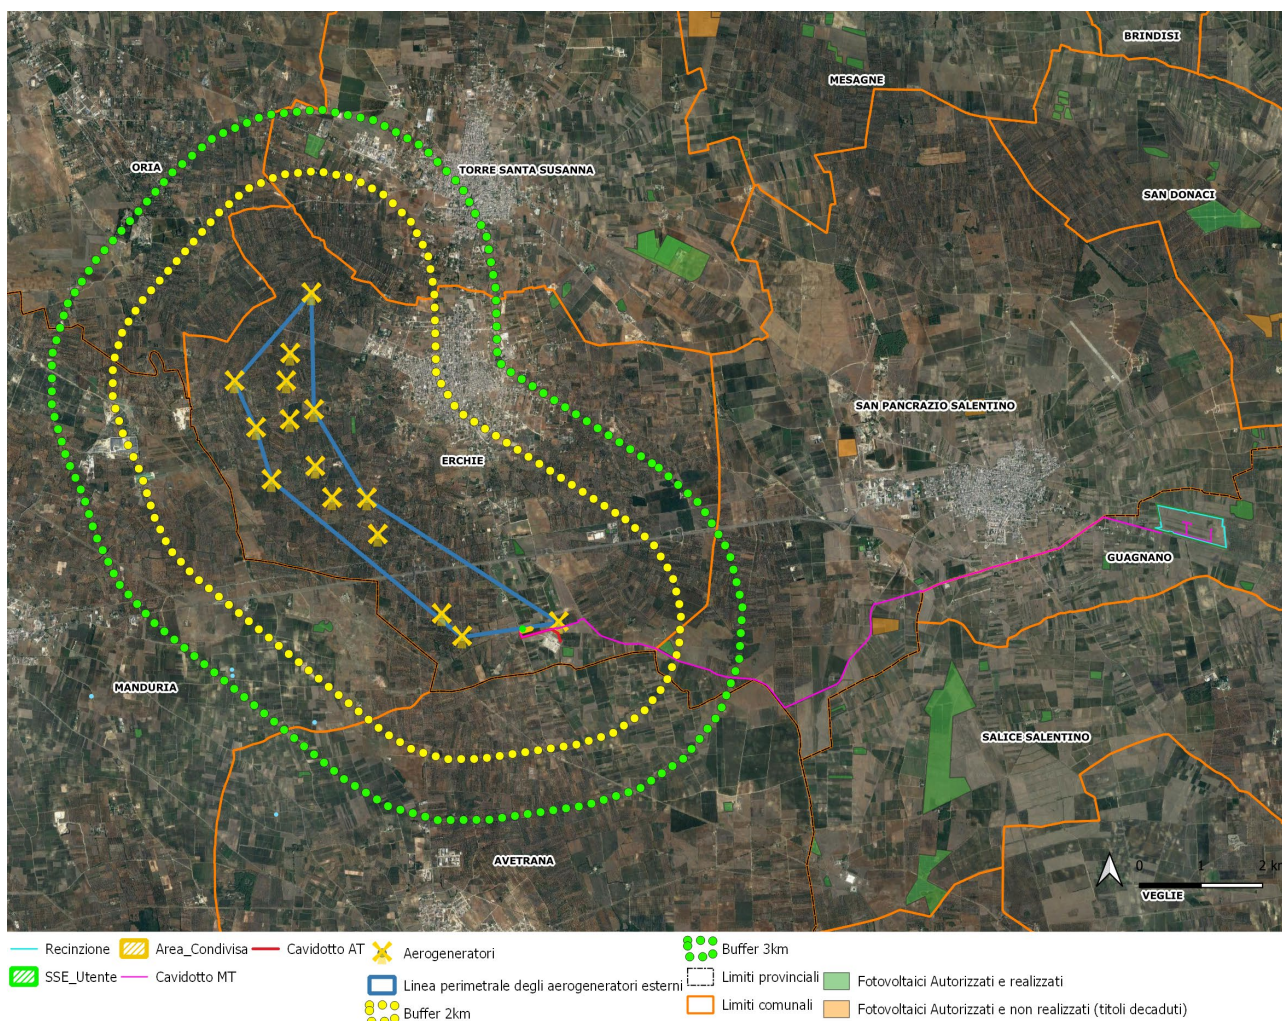 BRINDISI
MESAGNE
ORIA
TORRE SANTA SUSANNA
SAN DONACI
SAN PANCRAZIO SALENTINO
ERCHIE
GUAGNANO
MANDURIA
SALICE SALENTINO
AVETRANA
0 1 2 km
VEGLIE
Recinzione
Area_Condivisa
Cavidotto AT
Aerogeneratori
Buffer 3km
SSE_Utente
Cavidotto MT
Linea perimetrale degli aerogeneratori esterni
Limiti provinciali
Fotovoltaici Autorizzati e realizzati
Buffer 2km
Limiti comunali
Fotovoltaici Autorizzati e non realizzati (titoli decaduti)